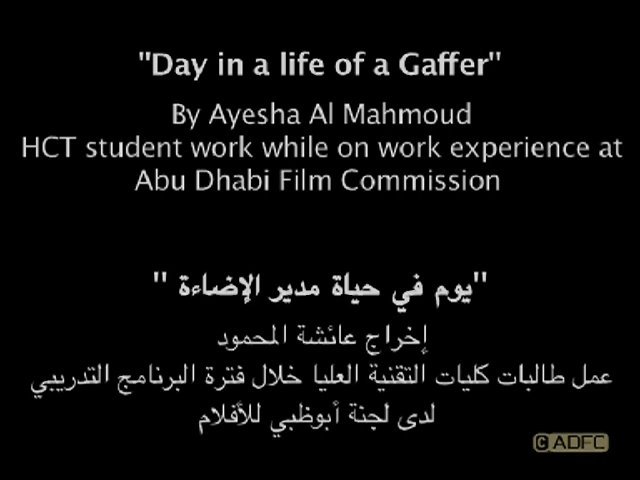 "Day in a life of a Gaffer"
By Ayesha Al Mahmoud
HCT student work while on work experience at
Abu Dhabi Film Commission
"يوم في حياة مدير الإضاءة "
إخراج عائشة المحمود
عمل طالبات كليات التقنية العليا خلال فترة البرنامج التدريبي
لدى لجنة أبوظبي للأفلام
© ADFC